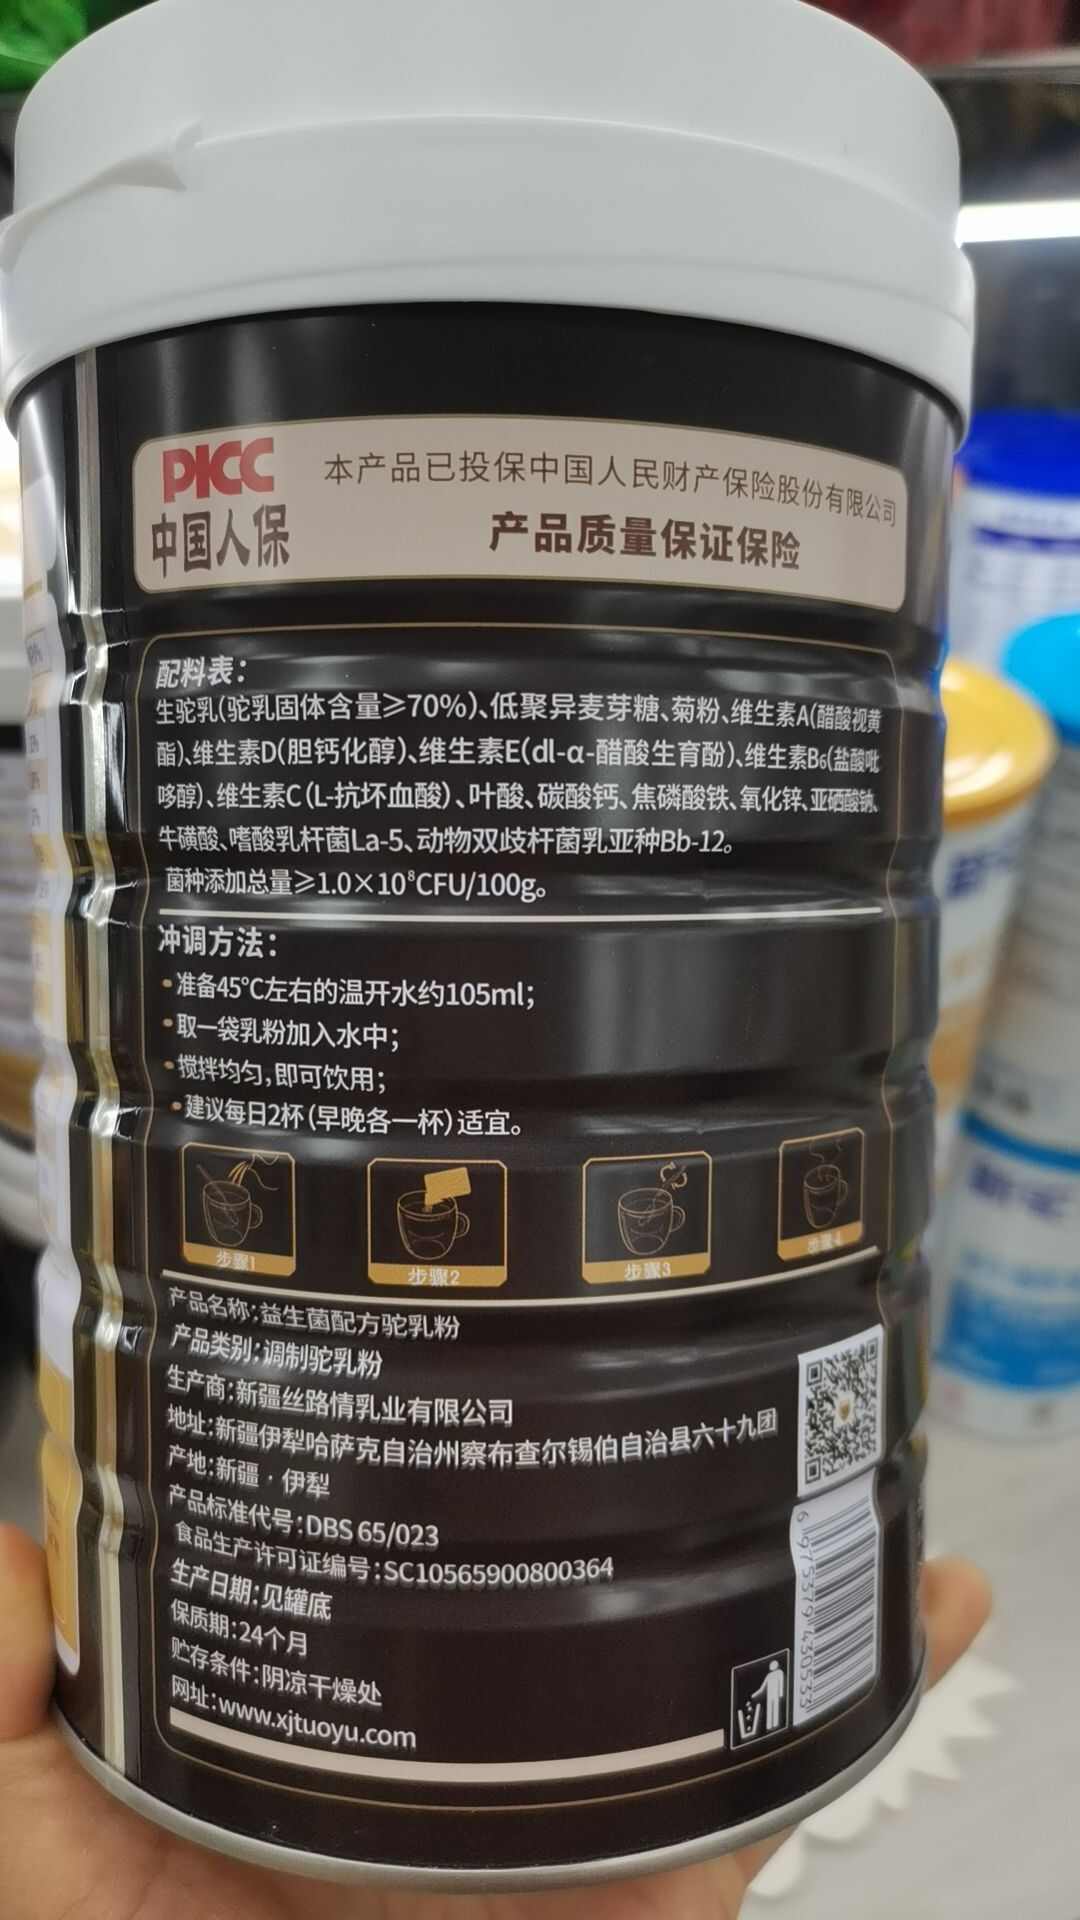 PICC
中国人保
本产品已投保中国人民财产保险股份有限公司
产品质量保证保险
配料表：
生驼乳(驼乳固体含量≥70%)、低聚异麦芽糖、菊粉、维生素A(醋酸视黄
酯)、维生素D(胆钙化醇)、维生素E(dl-α-醋酸生育酚)、维生素B₆(盐酸吡
哆醇)、维生素C(L-抗坏血酸)、叶酸、碳酸钙、焦磷酸铁、氧化锌、亚硒酸钠、
牛磺酸、嗜酸乳杆菌La-5、动物双歧杆菌乳亚种Bb-12。
菌种添加总量≥1.0×10⁸CFU/100g。
冲调方法：
·准备45℃左右的温开水约105ml；
·取一袋乳粉加入水中；
·搅拌均匀，即可饮用；
·建议每日2杯(早晚各一杯)适宜。
步骤1
步骤2
步骤3
步骤4
产品名称：益生菌配方驼乳粉
产品类别：调制驼乳粉
生产商：新疆丝路情乳业有限公司
地址：新疆伊犁哈萨克自治州察布查尔锡伯自治县六十九团
产地：新疆·伊犁
产品标准代号：DBS 65/023
食品生产许可证编号：SC10565900800364
生产日期：见罐底
保质期：24个月
贮存条件：阴凉干燥处
网址：www.xjtuoyu.com
6 975379 430533